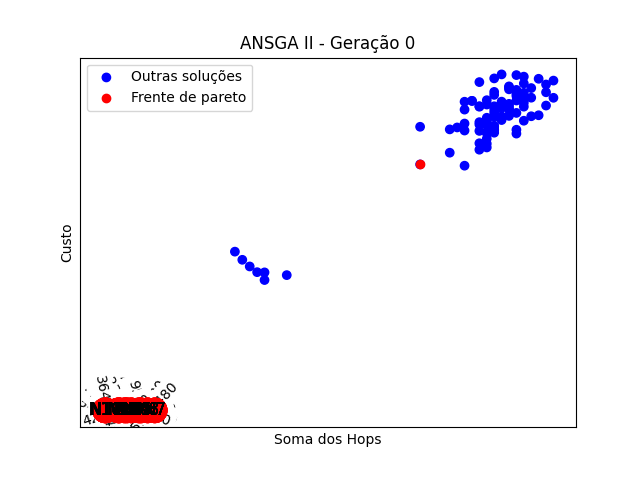 ANSGA II - Geração 0
Outras soluções
Frente de pareto
Custo
Soma dos Hops